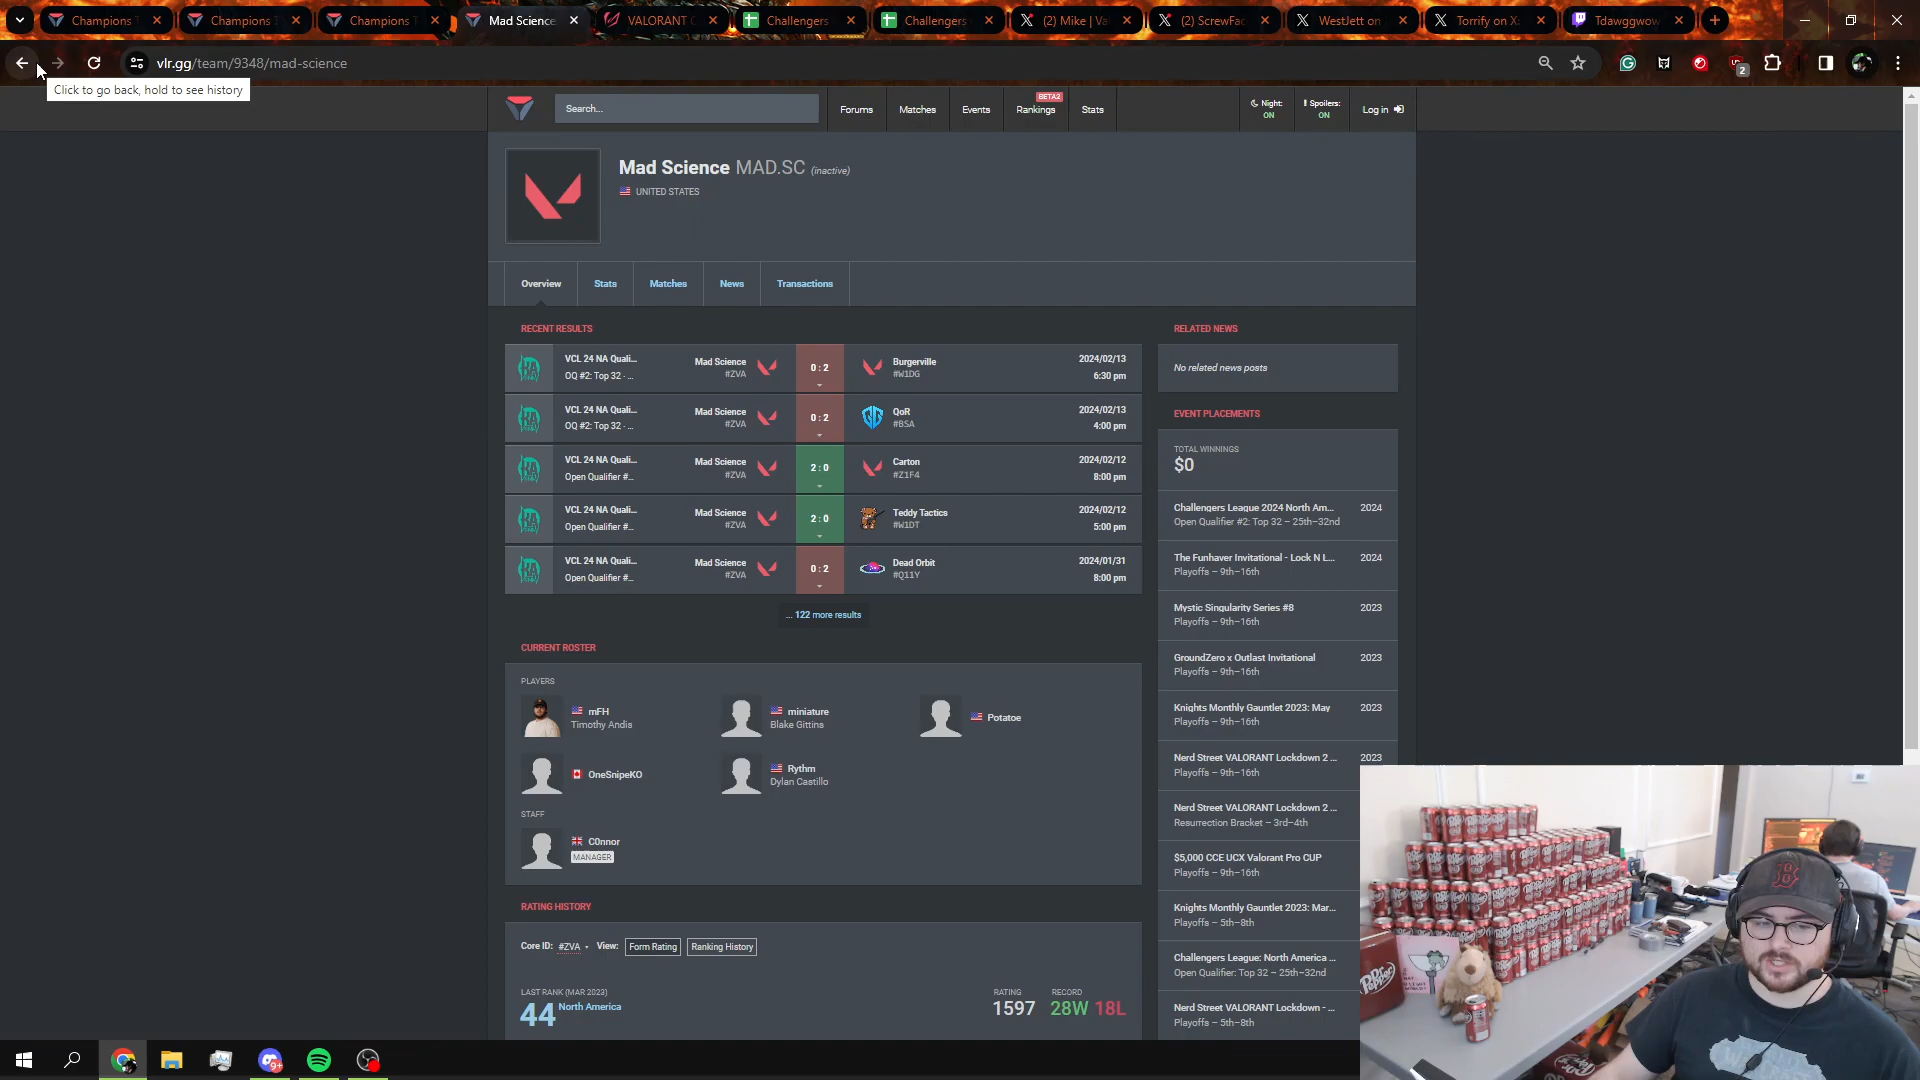 Champions T
Champions T
Champions T
Mad Science
VALORANT C
Challengers
Challengers
(2) Mike | Va
(2) ScrewFac
WestJett on
Torrify on X:
Tdawggwow
vlr.gg/team/9348/mad-science
2
Click to go back, hold to see history
Search...
Forums
Matches
Events
BETA2
Rankings
Stats
Night:
ON
Spoilers:
ON
Log in
Mad Science MAD.SC (inactive)
UNITED STATES
Overview
Stats
Matches
News
Transactions
RECENT RESULTS
VCL 24 NA Quali...
OQ #2: Top 32 - ...
Mad Science
#ZVA
0 : 2
Burgerville
#W1DG
2024/02/13
6:30 pm
VCL 24 NA Quali...
OQ #2: Top 32 - ...
Mad Science
#ZVA
0 : 2
QoR
#BSA
2024/02/13
4:00 pm
VCL 24 NA Quali...
Open Qualifier #...
Mad Science
#ZVA
2 : 0
Carton
#Z1F4
2024/02/12
8:00 pm
VCL 24 NA Quali...
Open Qualifier #...
Mad Science
#ZVA
2 : 0
Teddy Tactics
#W1DT
2024/02/12
5:00 pm
VCL 24 NA Quali...
Open Qualifier #...
Mad Science
#ZVA
0 : 2
Dead Orbit
#Q11Y
2024/01/31
8:00 pm
... 122 more results
CURRENT ROSTER
PLAYERS
mFH
Timothy Andis
miniature
Blake Gittins
Potatoe
OneSnipeKO
Rythm
Dylan Castillo
STAFF
C0nnor
MANAGER
RATING HISTORY
Core ID: #ZVA View: Form Rating Ranking History
LAST RANK (MAR 2023)
44 North America
RATING
1597
RECORD
28W 18L
RELATED NEWS
No related news posts
EVENT PLACEMENTS
TOTAL WINNINGS
$0
Challengers League 2024 North Am...
Open Qualifier #2: Top 32 – 25th–32nd
2024
The Funhaver Invitational - Lock N L...
Playoffs – 9th–16th
2024
Mystic Singularity Series #8
Playoffs – 9th–16th
2023
GroundZero x Outlast Invitational
Playoffs – 9th–16th
2023
Knights Monthly Gauntlet 2023: May
Playoffs – 9th–16th
2023
Nerd Street VALORANT Lockdown 2 ...
Playoffs – 9th–16th
2023
Nerd Street VALORANT Lockdown 2 ...
Resurrection Bracket – 3rd–4th
$5,000 CCE UCX Valorant Pro CUP
Playoffs – 9th–16th
Knights Monthly Gauntlet 2023: Mar...
Playoffs – 5th–8th
Challengers League: North America ...
Open Qualifier: Top 32 – 25th–32nd
Nerd Street VALORANT Lockdown - ...
Playoffs – 5th–8th
Dr Pepper
B
9+